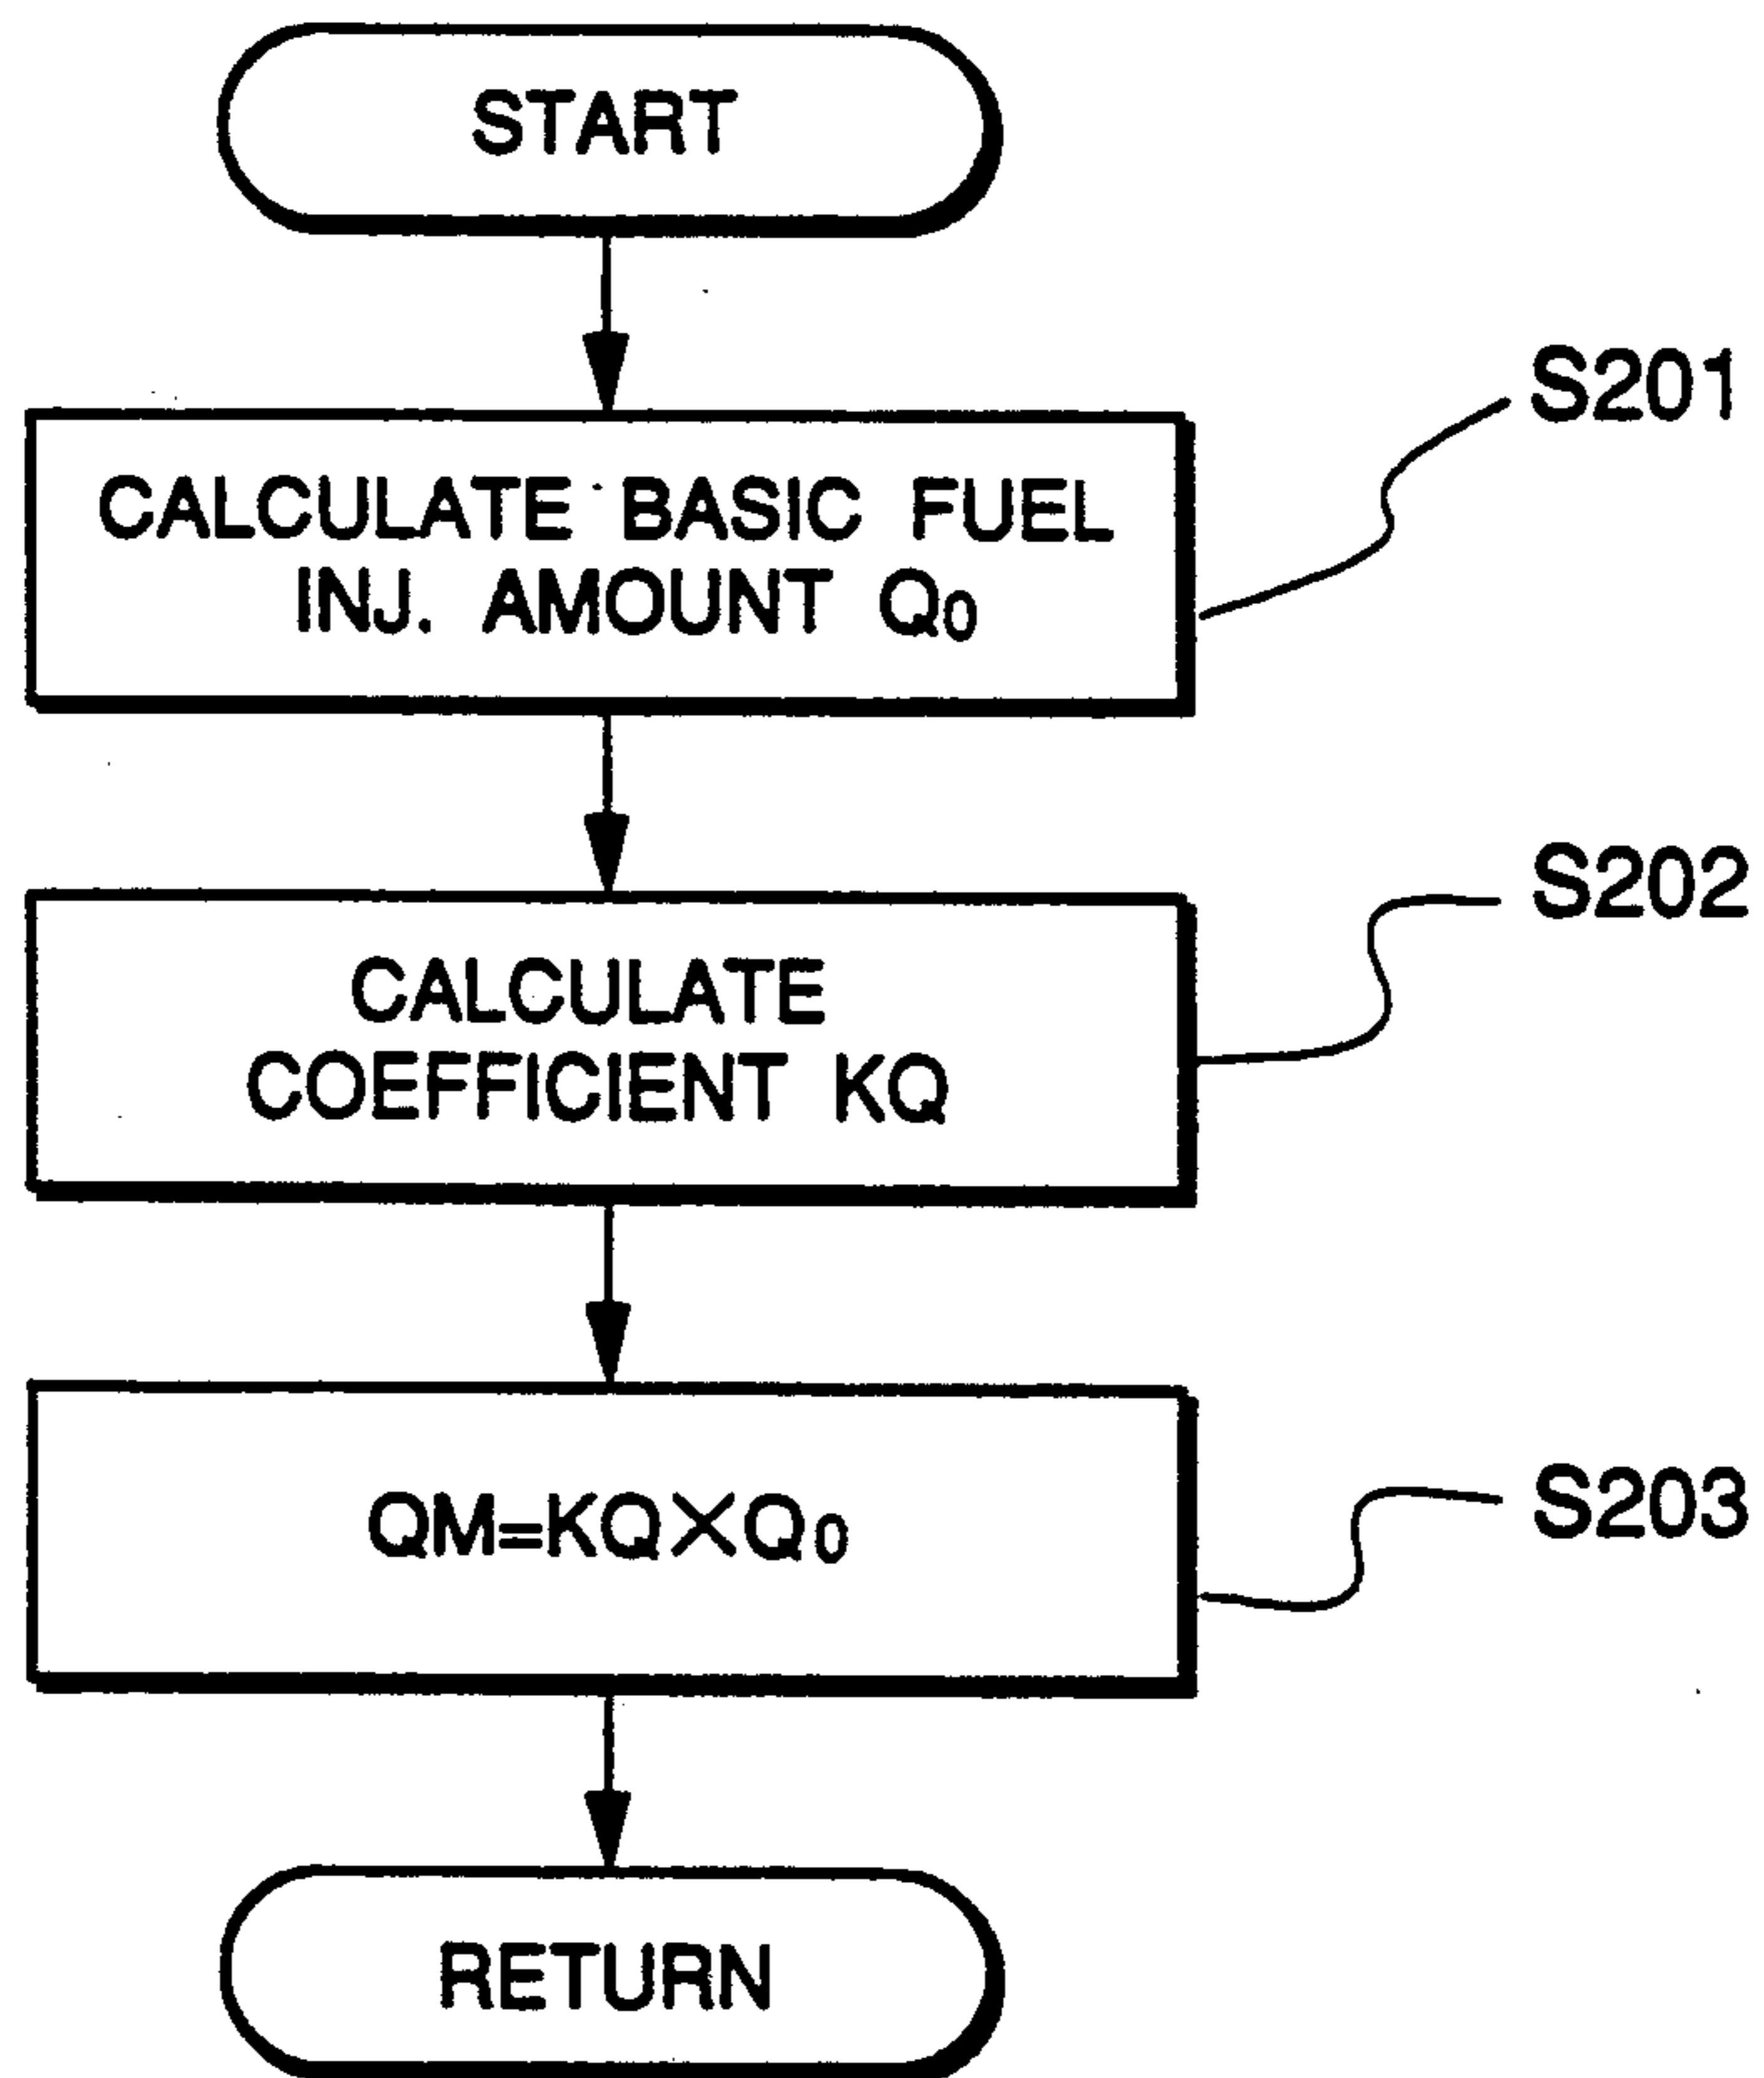 START
S201
CALCULATE BASIC FUEL
INJ. AMOUNT Q₀
S202
CALCULATE
COEFFICIENT KQ
S203
QM=KQ×Q₀
RETURN